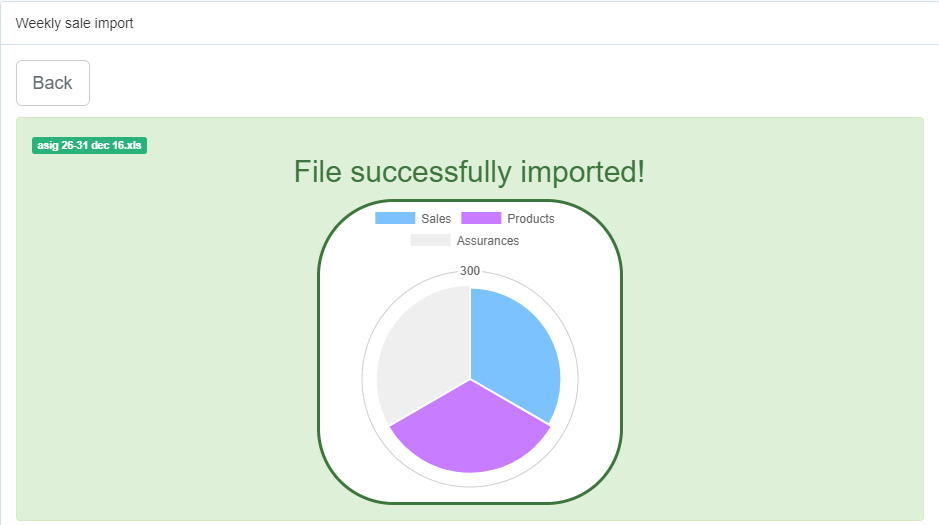 Weekly sale import
Back
asig 26-31 dec 16.xls
File successfully imported!
Sales Products
Assurances
300